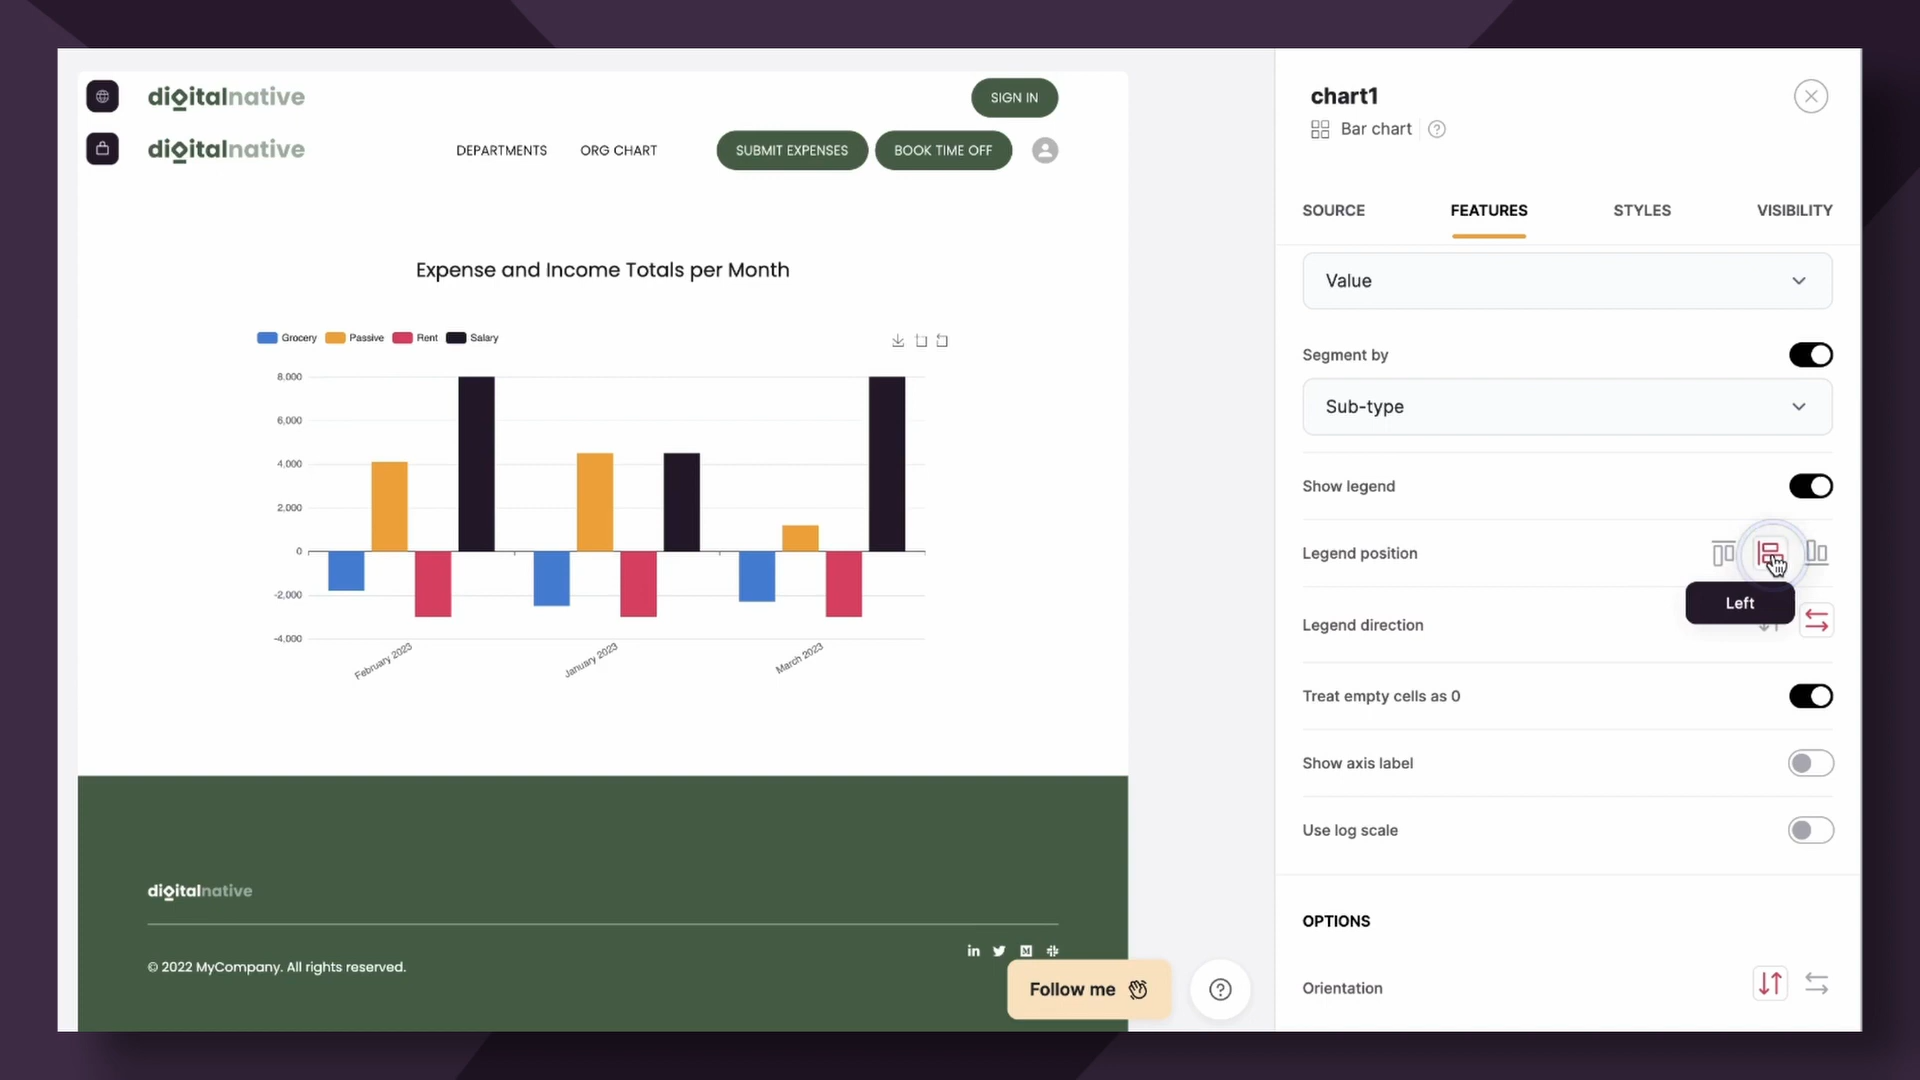 digitalnative
SIGN IN
digitalnative
DEPARTMENTS
ORG CHART
SUBMIT EXPENSES
BOOK TIME OFF
Expense and Income Totals per Month
Grocery
Passive
Rent
Salary
8,000
6,000
4,000
2,000
0
-2,000
-4,000
February 2023
January 2023
March 2023
digitalnative
© 2022 MyCompany. All rights reserved.
in
M
Follow me
?
chart1
Bar chart
?
SOURCE
FEATURES
STYLES
VISIBILITY
Value
Segment by
Sub-type
Show legend
Legend position
Left
Legend direction
Treat empty cells as 0
Show axis label
Use log scale
OPTIONS
Orientation